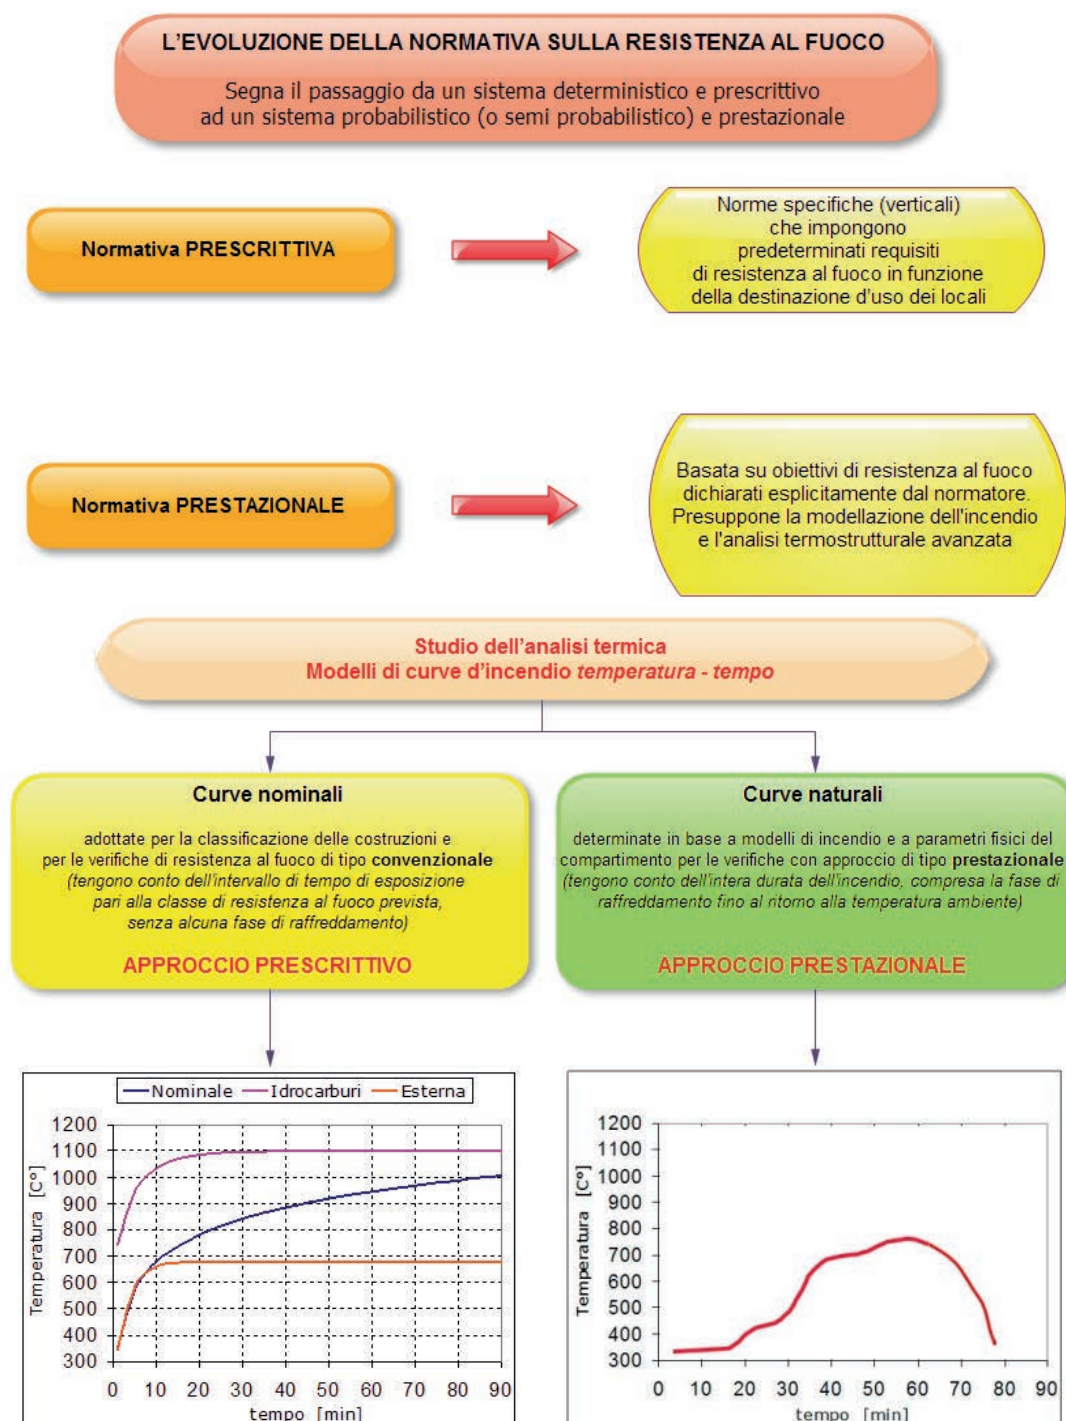 L'EVOLUZIONE DELLA NORMATIVA SULLA RESISTENZA AL FUOCO
Segna il passaggio da un sistema deterministico e prescrittivo
ad un sistema probabilistico (o semi probabilistico) e prestazionale
Normativa PRESCRITTIVA
Norme specifiche (verticali)
che impongono
predeterminati requisiti
di resistenza al fuoco in funzione
della destinazione d'uso dei locali
Normativa PRESTAZIONALE
Basata su obiettivi di resistenza al fuoco
dichiarati esplicitamente dal normatore.
Presuppone la modellazione dell'incendio
e l'analisi termostrutturale avanzata
Studio dell'analisi termica
Modelli di curve d'incendio temperatura - tempo
Curve nominali
adottate per la classificazione delle costruzioni e
per le verifiche di resistenza al fuoco di tipo convenzionale
(tengono conto dell'intervallo di tempo di esposizione
pari alla classe di resistenza al fuoco prevista,
senza alcuna fase di raffreddamento)
APPROCCIO PRESCRITTIVO
Curve naturali
determinate in base a modelli di incendio e a parametri fisici del
compartimento per le verifiche con approccio di tipo prestazionale
(tengono conto dell'intera durata dell'incendio, compresa la fase di
raffreddamento fino al ritorno alla temperatura ambiente)
APPROCCIO PRESTAZIONALE
Nominale Idrocarburi Esterna
Temperatura [C°]
1200
1100
1000
900
800
700
600
500
400
300
0 10 20 30 40 50 60 70 80 90
tempo [min]
Temperatura [C°]
1200
1100
1000
900
800
700
600
500
400
300
0 10 20 30 40 50 60 70 80 90
tempo [min]